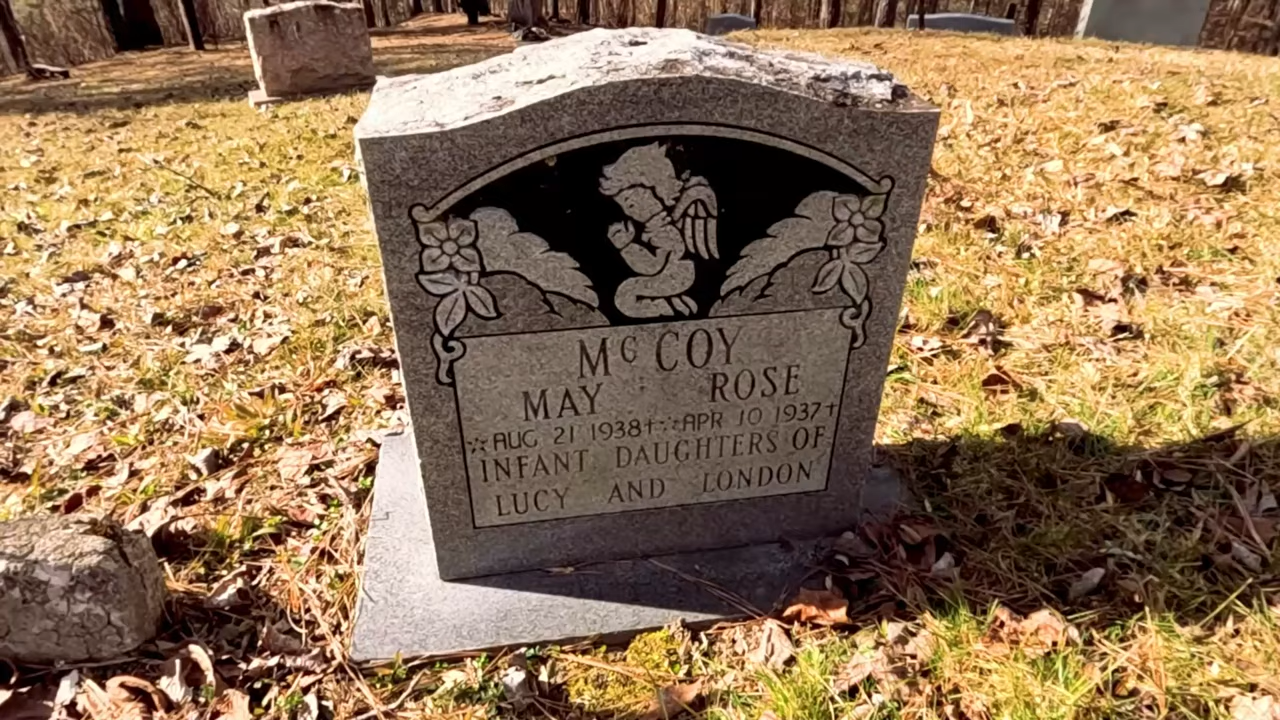 McCOY
MAY ROSE
☆AUG 21 1938† ☆APR 10 1937†
INFANT DAUGHTERS OF
LUCY AND LONDON